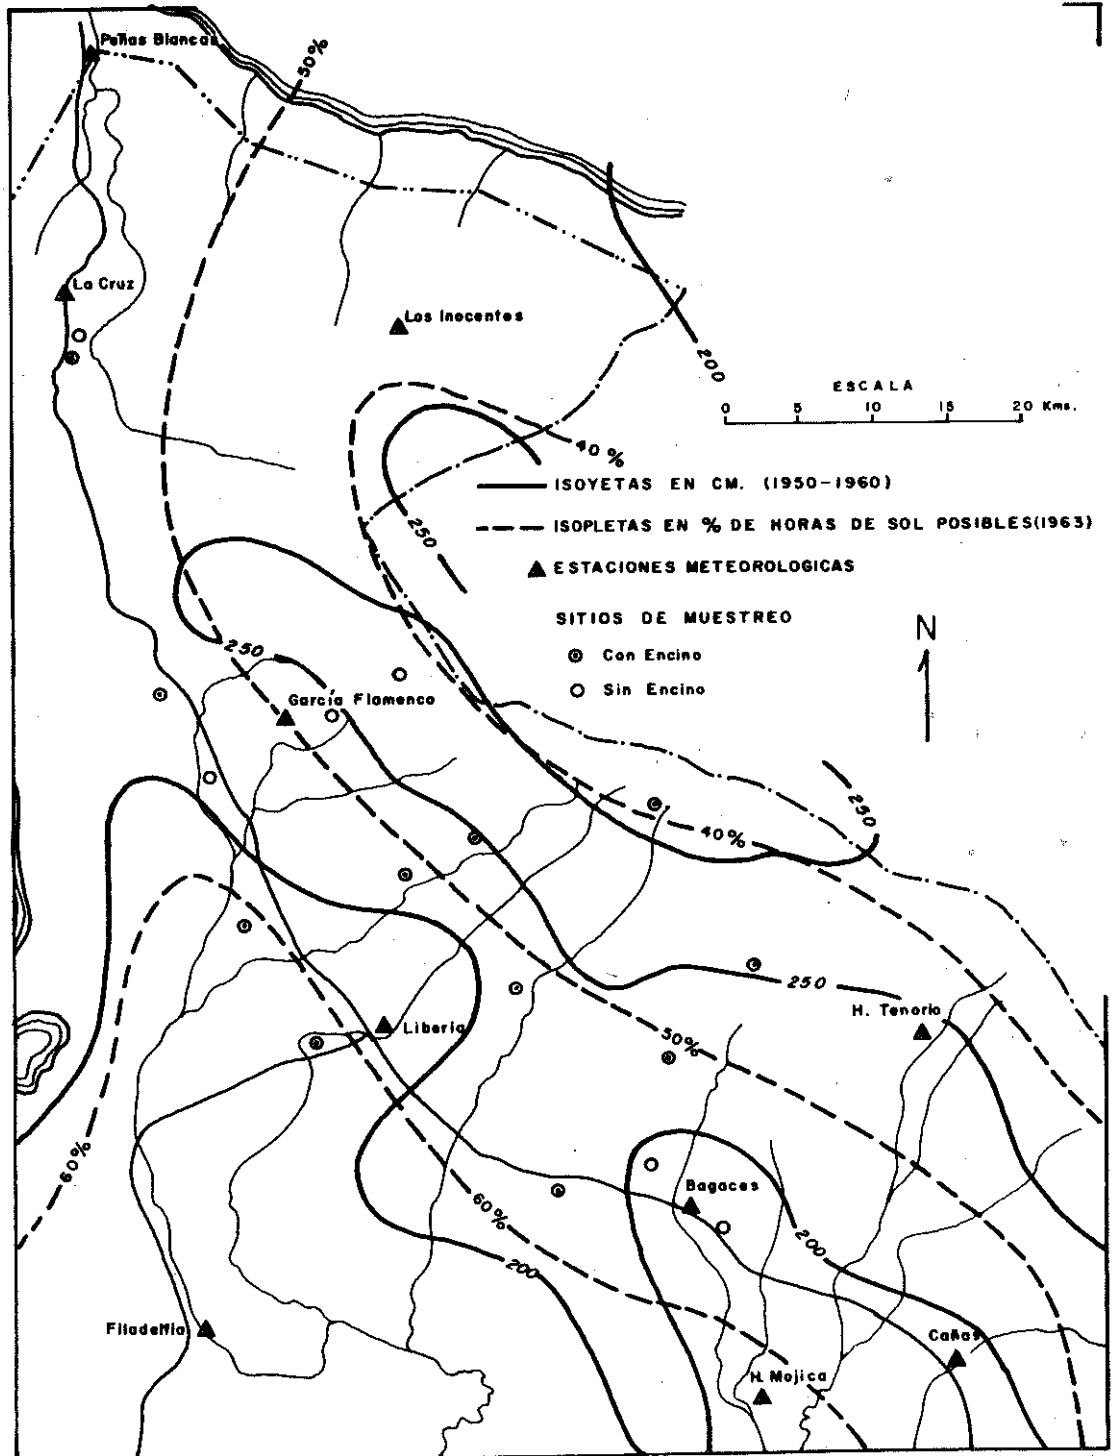 Peñas Blancas
50%
La Cruz
Los Inocentes
200
ESCALA
0 5 10 15 20 Kms.
40%
ISOYETAS EN CM. (1950-1960)
250
ISOPLETAS EN % DE HORAS DE SOL POSIBLES(1963)
ESTACIONES METEOROLOGICAS
SITIOS DE MUESTREO
N
250
Con Encino
Sin Encino
García Flamenco
250
40%
250
H. Tenorio
Liberia
50%
60%
Bagaces
60%
200
200
Filadelfia
Cañas
H. Mojica